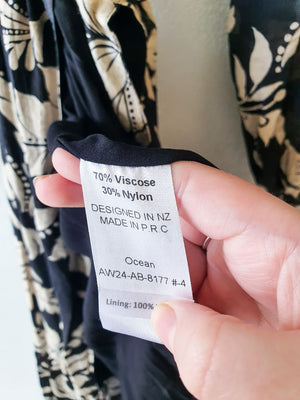 70% Viscose
30% Nylon
DESIGNED IN NZ
MADE IN P.R.C
Ocean
AW24-AB-8177 #-4
Lining: 100%